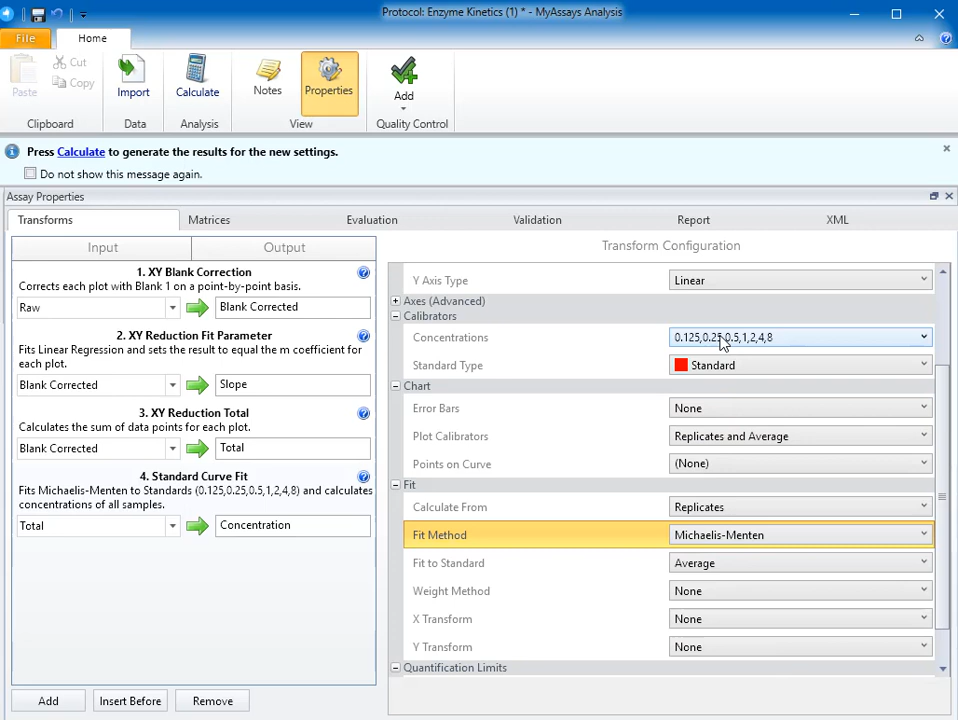 Protocol: Enzyme Kinetics (1) * - MyAssays Analysis
File
Home
Paste
Cut
Copy
Import
Calculate
Notes
Properties
Add
Clipboard
Data
Analysis
View
Quality Control
Press Calculate to generate the results for the new settings.
Do not show this message again.
Assay Properties
Transforms
Matrices
Evaluation
Validation
Report
XML
Input
Output
Transform Configuration
1. XY Blank Correction
Corrects each plot with Blank 1 on a point-by-point basis.
Raw
Blank Corrected
2. XY Reduction Fit Parameter
Fits Linear Regression and sets the result to equal the m coefficient for
each plot.
Blank Corrected
Slope
3. XY Reduction Total
Calculates the sum of data points for each plot.
Blank Corrected
Total
4. Standard Curve Fit
Fits Michaelis-Menten to Standards (0.125,0.25,0.5,1,2,4,8) and calculates
concentrations of all samples.
Total
Concentration
Add
Insert Before
Remove
Y Axis Type
Linear
Axes (Advanced)
Calibrators
Concentrations
0.125,0.25,0.5,1,2,4,8
Standard Type
Standard
Chart
Error Bars
None
Plot Calibrators
Replicates and Average
Points on Curve
(None)
Fit
Calculate From
Replicates
Fit Method
Michaelis-Menten
Fit to Standard
Average
Weight Method
None
X Transform
None
Y Transform
None
Quantification Limits